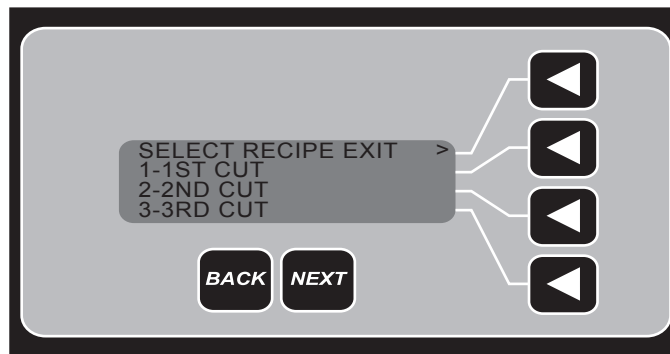 SELECT RECIPE EXIT >
1-1ST CUT
2-2ND CUT
3-3RD CUT
BACK NEXT